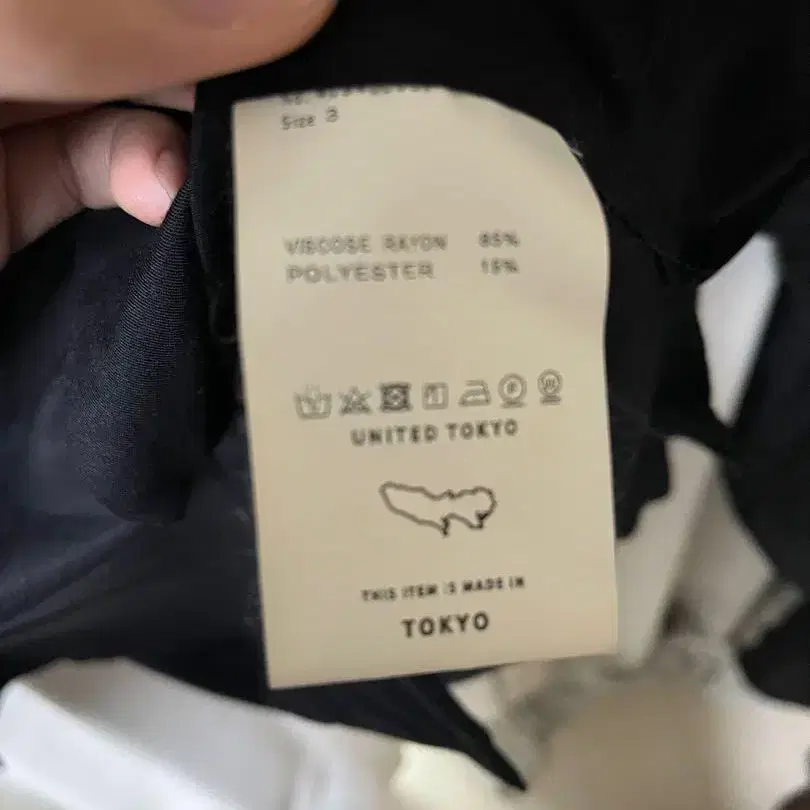 Size 3
VISCOSE RAYON 85%
POLYESTER 15%
UNITED TOKYO
THIS ITEM IS MADE IN
TOKYO